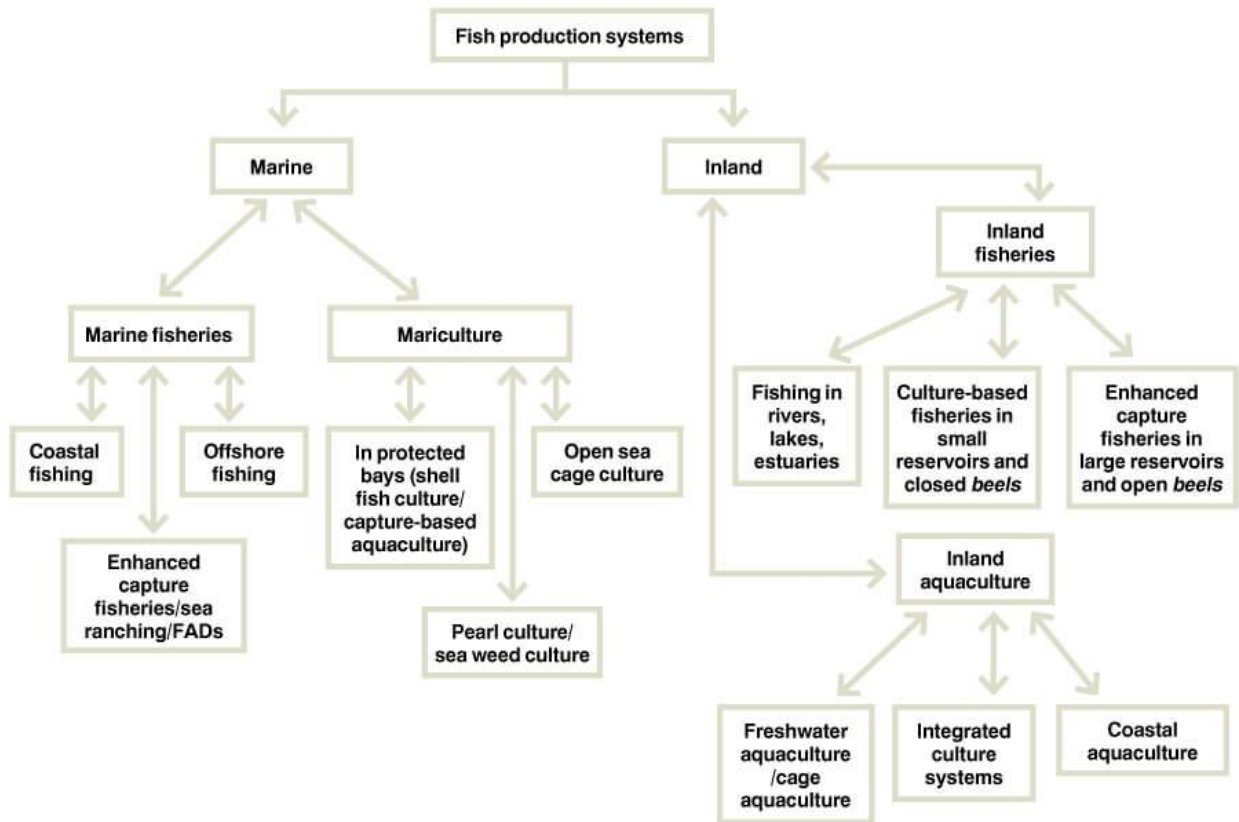 Fish production systems
Marine
Inland
Inland
fisheries
Marine fisheries
Mariculture
Coastal
fishing
Offshore
fishing
In protected
bays (shell
fish culture/
capture-based
aquaculture)
Open sea
cage culture
Fishing in
rivers,
lakes,
estuaries
Culture-based
fisheries in
small
reservoirs and
closed beels
Enhanced
capture
fisheries in
large reservoirs
and open beels
Enhanced
capture
fisheries/sea
ranching/FADs
Pearl culture/
sea weed culture
Inland
aquaculture
Freshwater
aquaculture
/cage
aquaculture
Integrated
culture
systems
Coastal
aquaculture